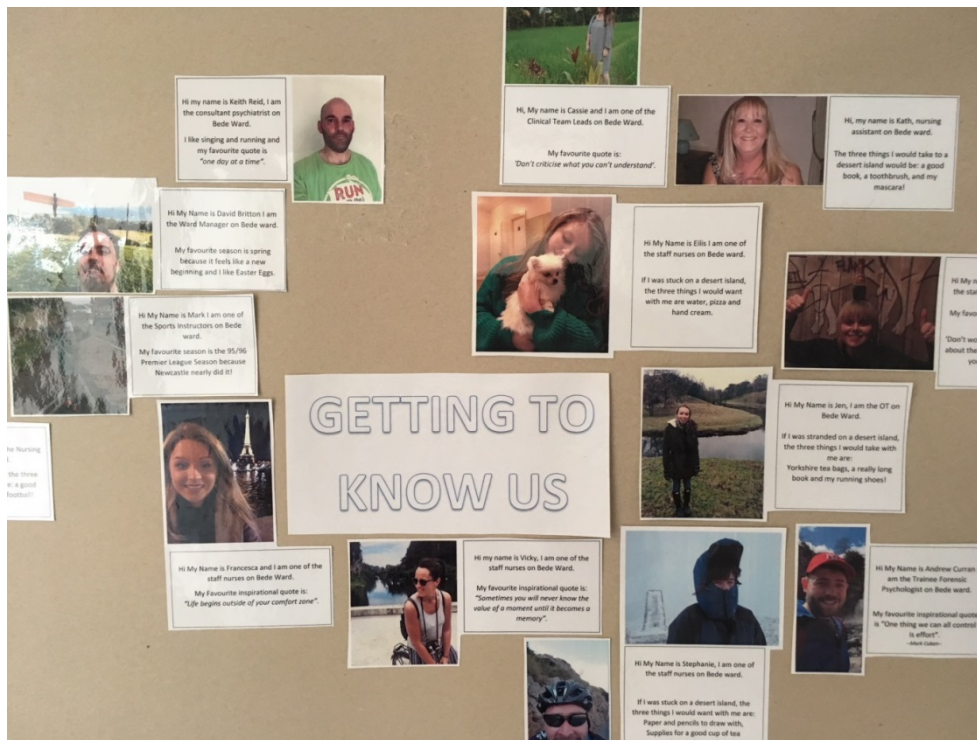 Hi my name is Keith Reid, I am
the consultant psychiatrist on
Bede Ward.
I like singing and running and
my favourite quote is
"one day at a time".
RUN
Hi, My name is Cassie and I am one of the
Clinical Team Leads on Bede Ward.
My favourite quote is:
'Don't criticise what you can't understand'.
Hi, my name is Kath, nursing
assistant on Bede ward.
The three things I would take to a
desert island would be: a good
book, a toothbrush, and my
mascara!
Hi My Name is David Britton I am
the Ward Manager on Bede ward.
My favourite season is spring
because it feels like a new
beginning and I like Easter Eggs.
Hi My Name is Eilis I am one of
the staff nurses on Bede ward.
If I was stuck on a desert island,
the three things I would want
with me are water, pizza and
hand cream.
Hi My
the
My
'Don't
about the
Hi My Name is Mark I am one of
the Sports Instructors on Bede
ward.
My favourite season is the 95/96
Premier League Season because
Newcastle nearly did it!
GETTING TO
KNOW US
Hi My Name is Jen, I am the OT on
Bede Ward.
If I was stranded on a desert island,
the three things I would take with
me are:
Yorkshire tea bags, a really long
book and my running shoes!
Nursing
the three
a good
football!
Hi My Name is Francesca and I am one of the
staff nurses on Bede Ward.
My Favourite inspirational quote is:
"Life begins outside of your comfort zone".
Hi my name is Vicky, I am one of the
staff nurses on Bede Ward.
My favourite inspirational quote is:
"Sometimes you will never know the
value of a moment until it becomes a
memory".
Hi My Name is Andrew Curran
am the Trainee Forensic
Psychologist on Bede ward.
My favourite inspirational quote
is "One thing we can all control
is effort".
Hi My Name is Stephanie, I am one of
the staff nurses on Bede ward.
If I was stuck on a desert island, the
three things I would want with me are:
Paper and pencils to draw with,
Supplies for a good cup of tea